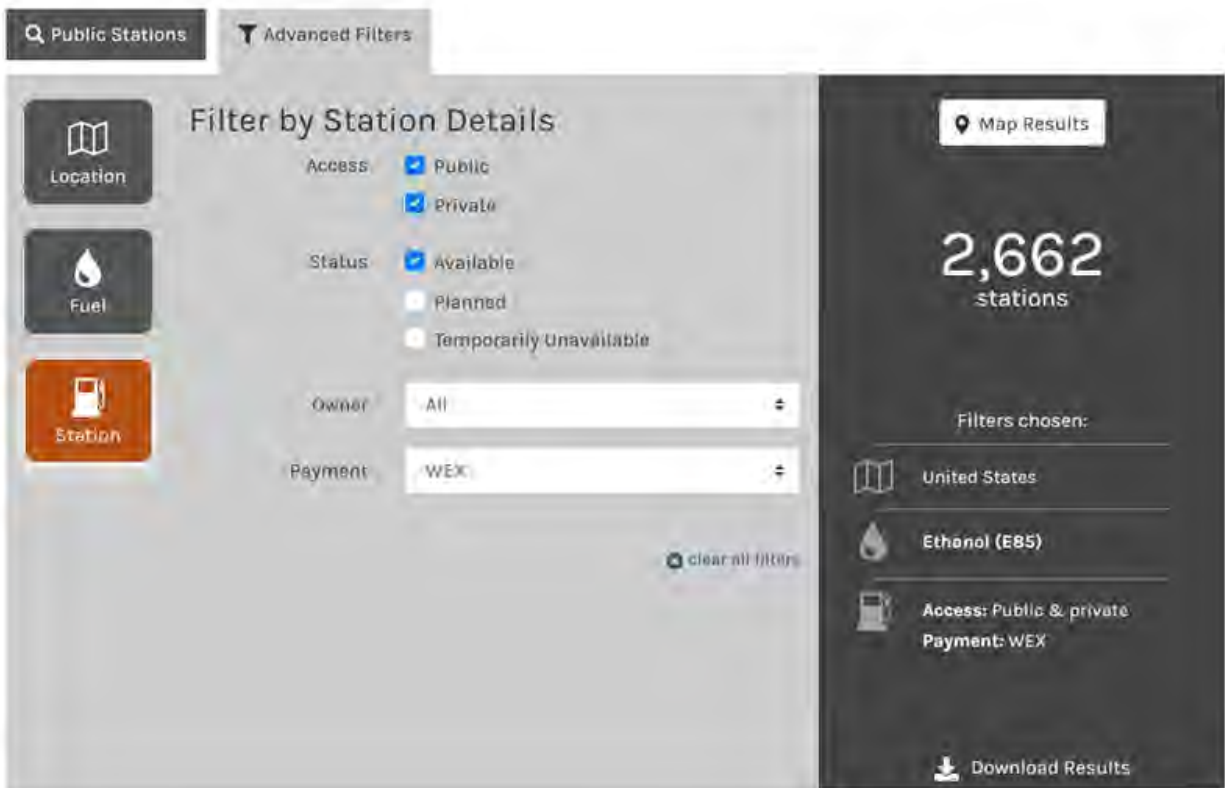 Public Stations
Advanced Filters
Location
Fuel
Station
Filter by Station Details
Access
Public
Private
Status
Available
Planned
Temporarily Unavailable
Owner
All
Payment
WEX
clear all filters
Map Results
2,662
stations
Filters chosen:
United States
Ethanol (E85)
Access: Public & private
Payment: WEX
Download Results